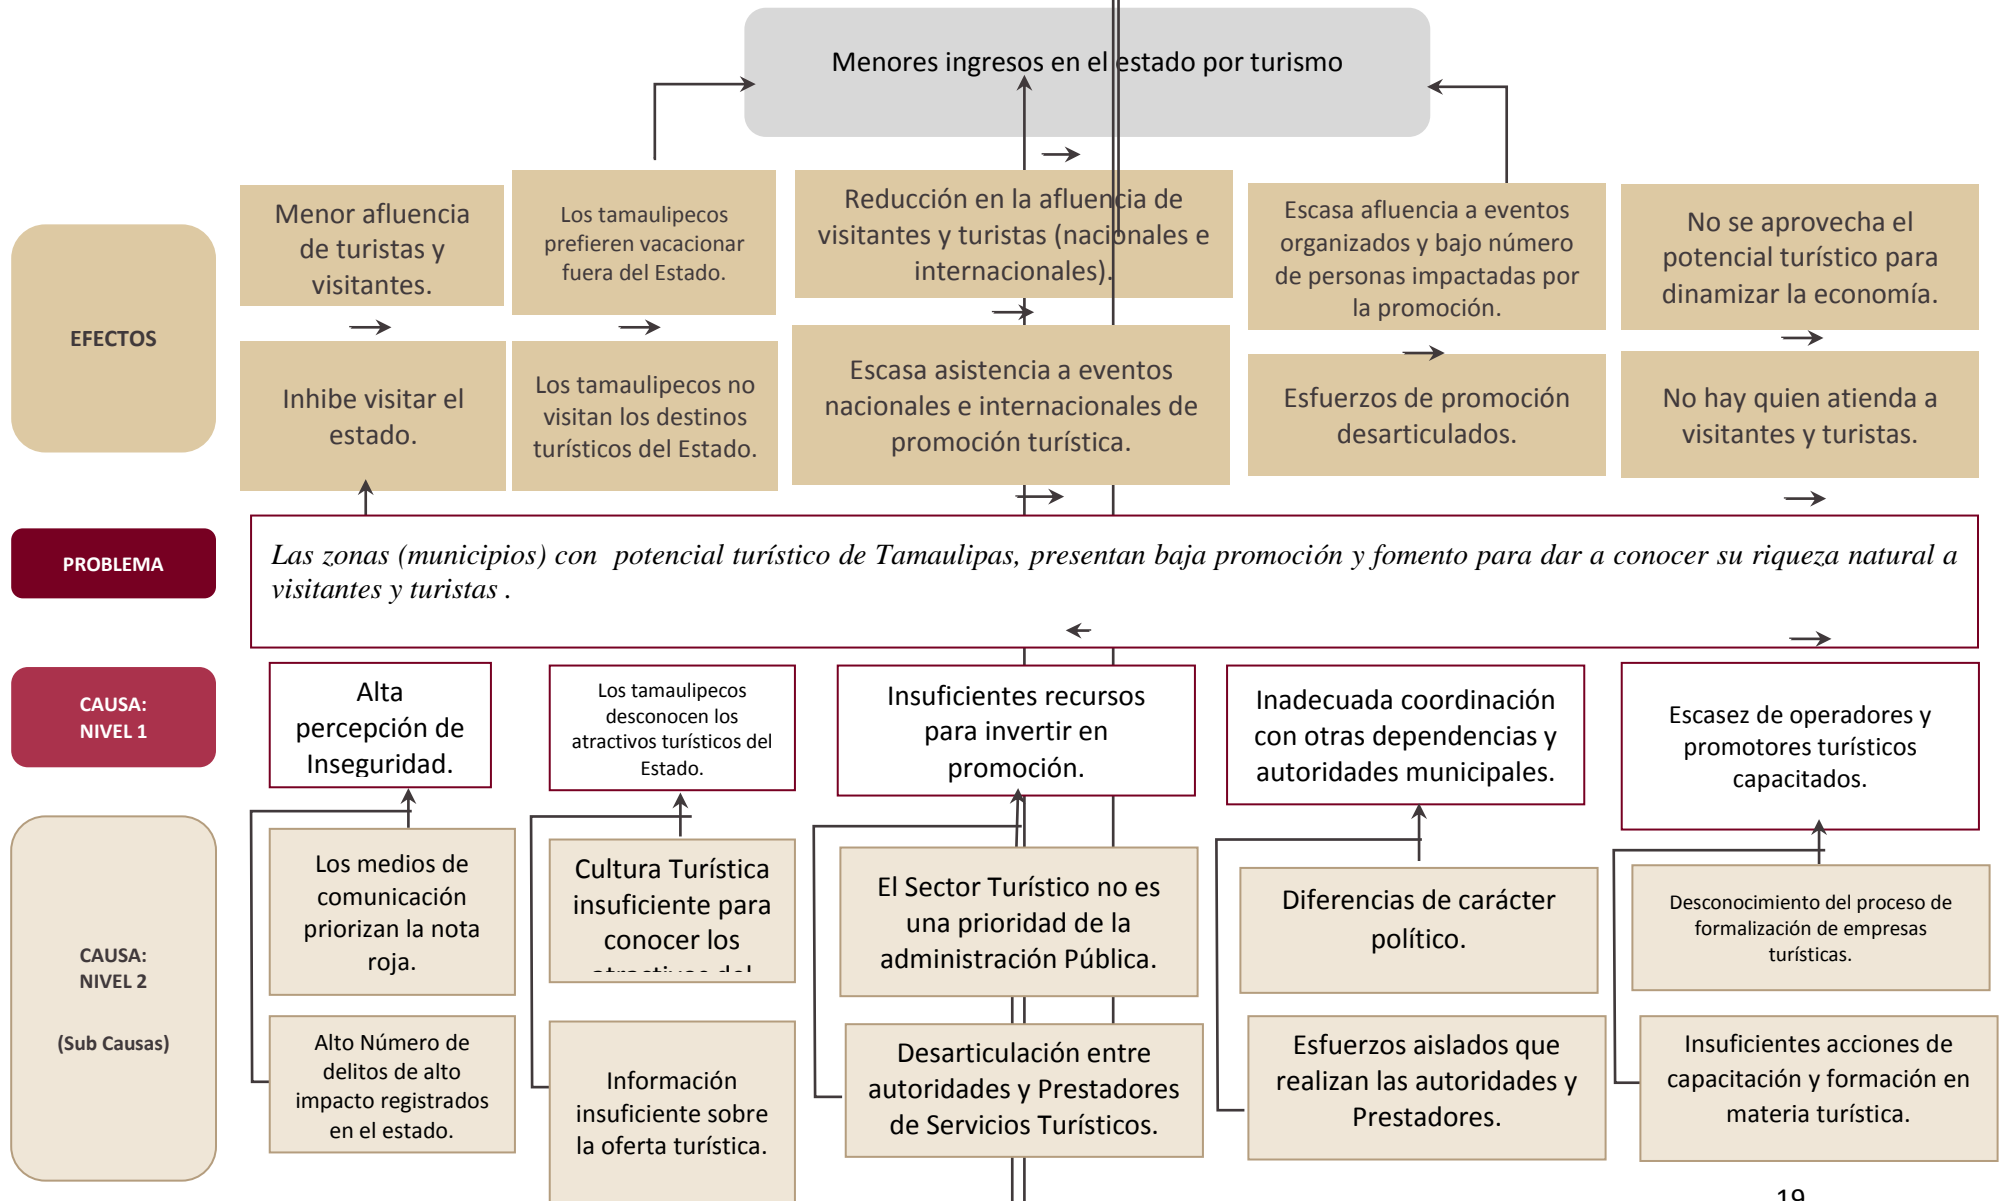 Menores ingresos en el estado por turismo
EFECTOS
Menor afluencia
de turistas y
visitantes.
Los tamaulipecos
prefieren vacacionar
fuera del Estado.
Reducción en la afluencia de
visitantes y turistas (nacionales e
internacionales).
Escasa afluencia a eventos
organizados y bajo número
de personas impactadas por
la promoción.
No se aprovecha el
potencial turístico para
dinamizar la economía.
Inhibe visitar el
estado.
Los tamaulipecos no
visitan los destinos
turísticos del Estado.
Escasa asistencia a eventos
nacionales e internacionales de
promoción turística.
Esfuerzos de promoción
desarticulados.
No hay quien atienda a
visitantes y turistas.
PROBLEMA
Las zonas (municipios) con  potencial turístico de Tamaulipas, presentan baja promoción y fomento para dar a conocer su riqueza natural a
visitantes y turistas .
CAUSA:
NIVEL 1
Alta
percepción de
Inseguridad.
Los tamaulipecos
desconocen los
atractivos turísticos del
Estado.
Insuficientes recursos
para invertir en
promoción.
Inadecuada coordinación
con otras dependencias y
autoridades municipales.
Escasez de operadores y
promotores turísticos
capacitados.
CAUSA:
NIVEL 2
(Sub Causas)
Los medios de
comunicación
priorizan la nota
roja.
Cultura Turística
insuficiente para
conocer los
atractivos del
El Sector Turístico no es
una prioridad de la
administración Pública.
Diferencias de carácter
político.
Desconocimiento del proceso de
formalización de empresas
turísticas.
Alto Número de
delitos de alto
impacto registrados
en el estado.
Información
insuficiente sobre
la oferta turística.
Desarticulación entre
autoridades y Prestadores
de Servicios Turísticos.
Esfuerzos aislados que
realizan las autoridades y
Prestadores.
Insuficientes acciones de
capacitación y formación en
materia turística.
19